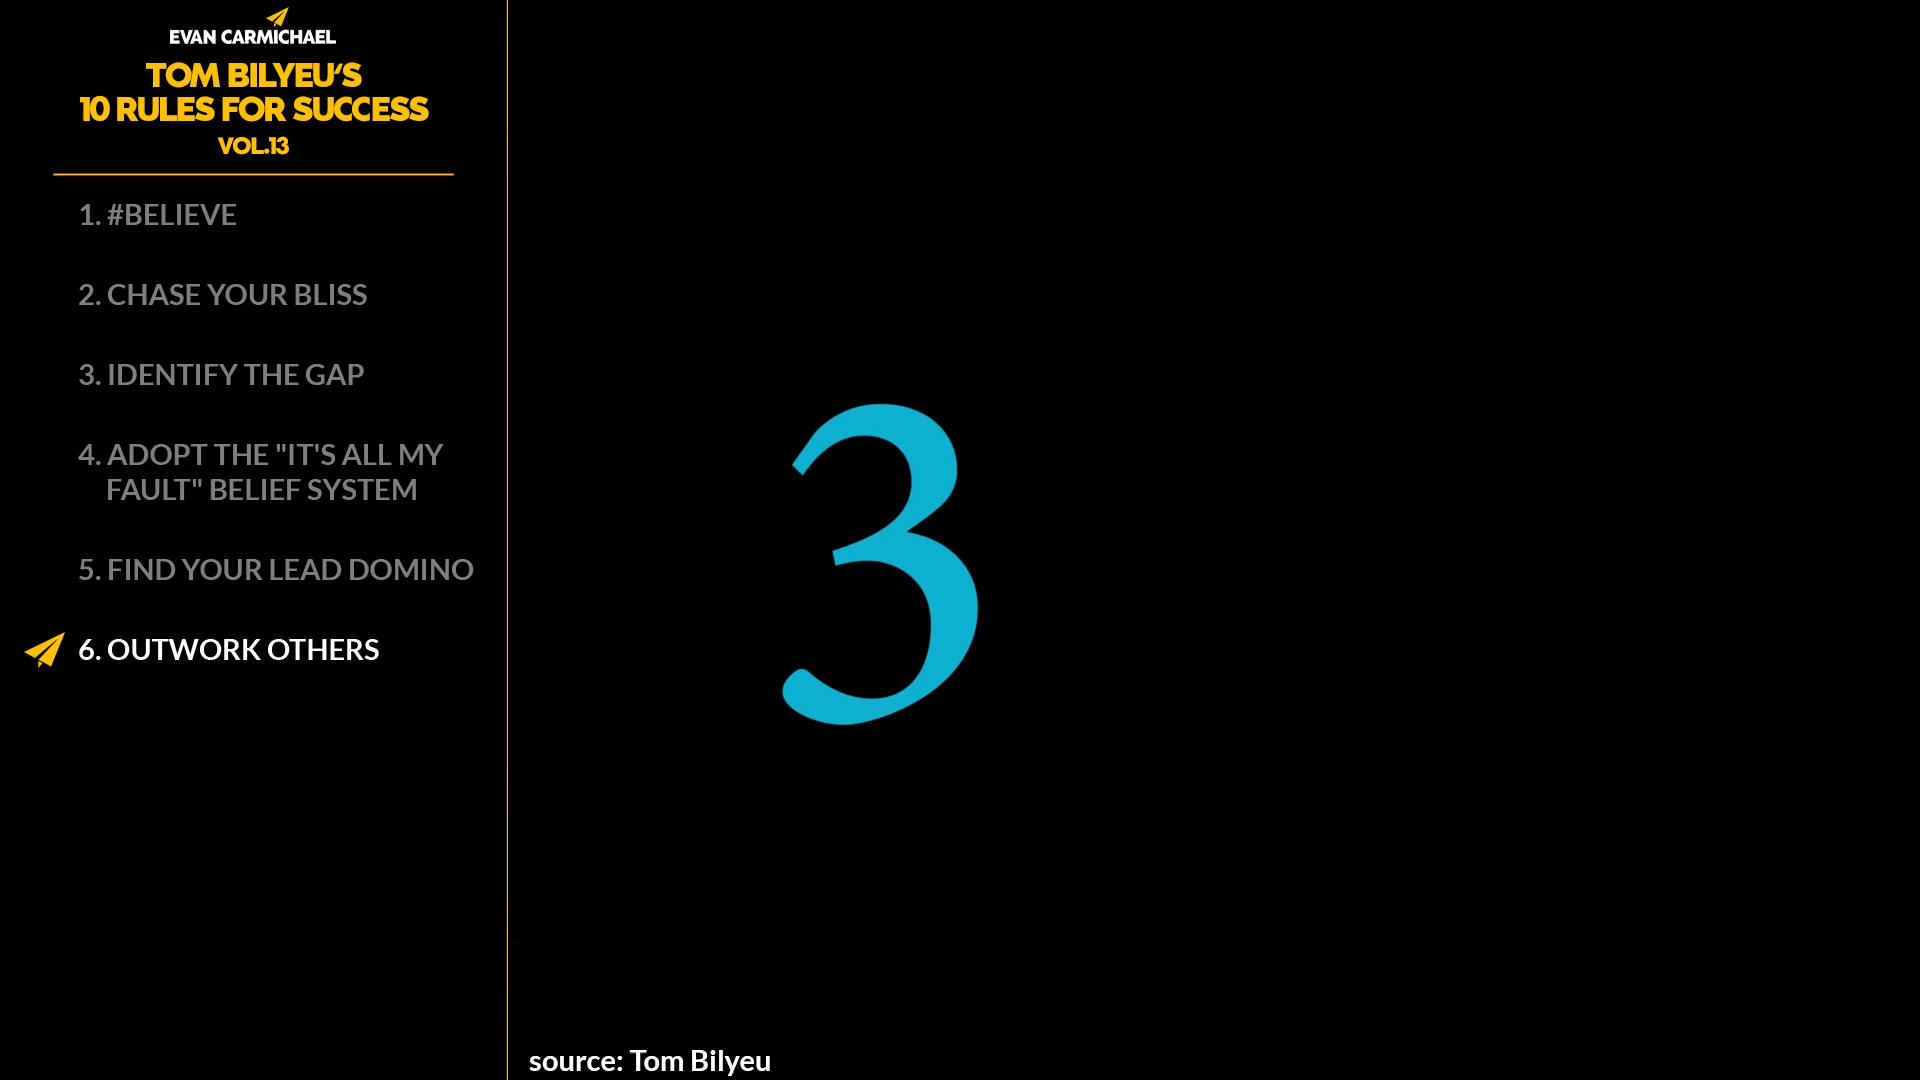 EVAN CARMICHAEL
TOM BILYEU'S
10 RULES FOR SUCCESS
VOL.13
1. #BELIEVE
2. CHASE YOUR BLISS
3. IDENTIFY THE GAP
4. ADOPT THE "IT'S ALL MY
FAULT" BELIEF SYSTEM
5. FIND YOUR LEAD DOMINO
6. OUTWORK OTHERS
3
source: Tom Bilyeu